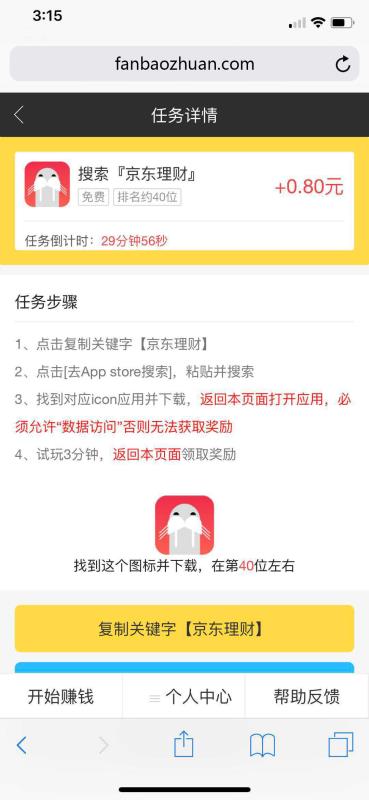 3:15
fanbaozhuan.com
任务详情
搜索『京东理财』
免费 排名约40位
+0.80元
任务倒计时：29分钟56秒
任务步骤
1、点击复制关键字【京东理财】
2、点击[去App store搜索]，粘贴并搜索
3、找到对应icon应用并下载，返回本页面打开应用，必
须允许“数据访问”否则无法获取奖励
4、试玩3分钟，返回本页面领取奖励
找到这个图标并下载，在第40位左右
复制关键字【京东理财】
开始赚钱 个人中心 帮助反馈